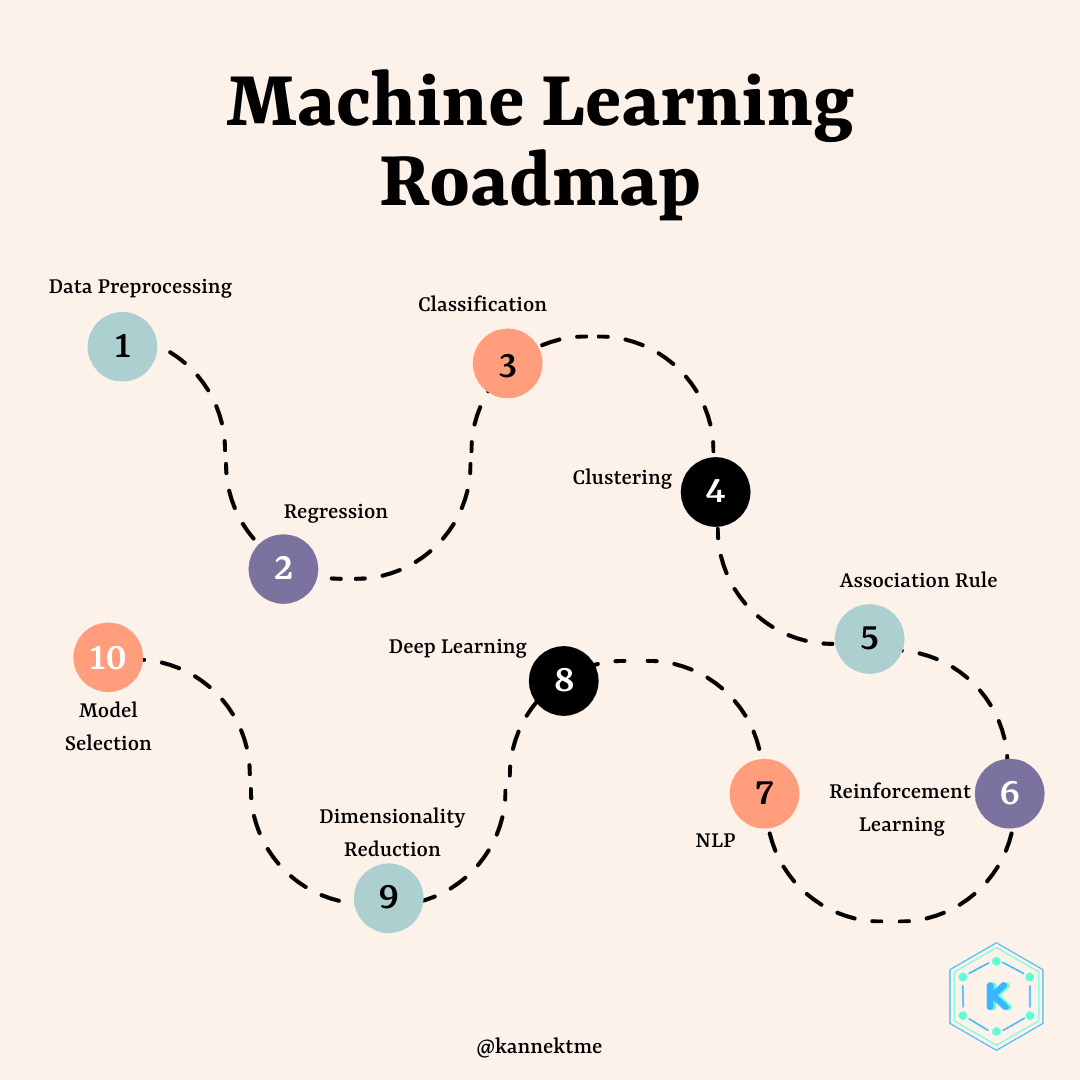 Machine Learning
Roadmap
Data Preprocessing
1
Regression
2
Classification
3
Clustering
4
Association Rule
5
Reinforcement
Learning
6
7
NLP
Deep Learning
8
Dimensionality
Reduction
9
10
Model
Selection
K
@kannektme